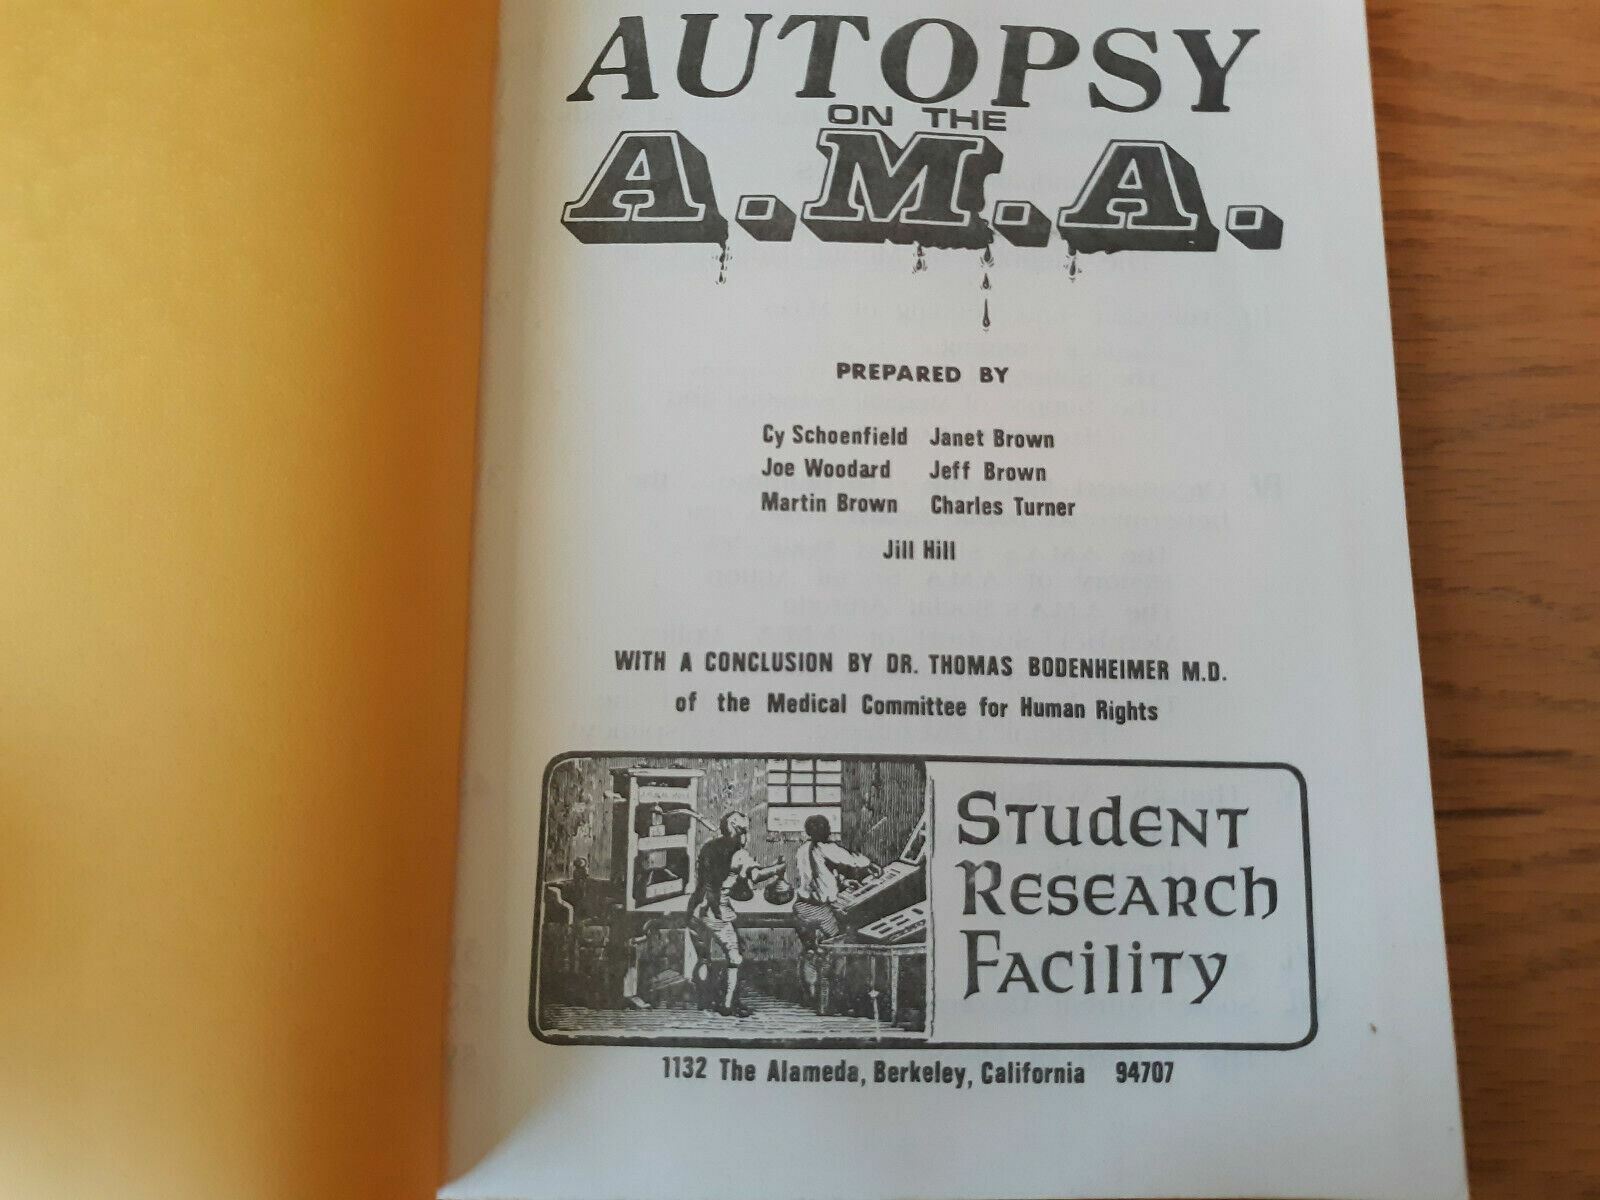 AUTOPSY
ON THE
A.M.A.
PREPARED BY
Cy Schoenfield Janet Brown
Joe Woodard Jeff Brown
Martin Brown Charles Turner
Jill Hill
WITH A CONCLUSION BY DR. THOMAS BODENHEIMER M.D.
of the Medical Committee for Human Rights
STUDENT
RESEARCH
FACILITY
1132 The Alameda, Berkeley, California 94707